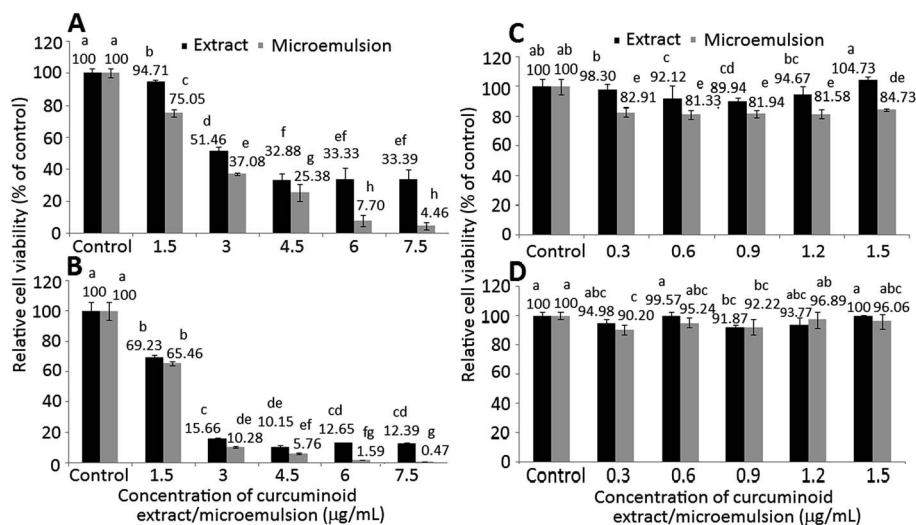 A
Extract Microemulsion
Relative cell viability (% of control)
120
100
80
60
40
20
0
a a
100 100
b
94.71
c
75.05
d
51.46
e
37.08
f
32.88
g
25.38
ef
33.33
h
7.70
ef
33.39
h
4.46
Control 1.5 3 4.5 6 7.5
B
120
100
80
60
40
20
0
a a
100 100
b
69.23
b
65.46
c
15.66
de
10.28
de
10.15
ef
5.76
cd
12.65
fg
1.59
cd
12.39
g
0.47
Control 1.5 3 4.5 6 7.5
Concentration of curcuminoid
extract/microemulsion (µg/mL)
C
Extract Microemulsion
Relative cell viability (% of control)
120
100
80
60
40
20
0
ab ab
100 100
b
98.30
e
82.91
c
92.12
e
81.33
cd
89.94
e
81.94
bc
94.67
e
81.58
a
104.73
de
84.73
Control 0.3 0.6 0.9 1.2 1.5
D
120
100
80
60
40
20
0
a a
100 100
abc
94.98
c
90.20
a
99.57
abc
95.24
bc
91.87
bc
92.22
abc
93.77
ab
96.89
a
100
abc
96.06
Control 0.3 0.6 0.9 1.2 1.5
Concentration of curcuminoid
extract/microemulsion (µg/mL)